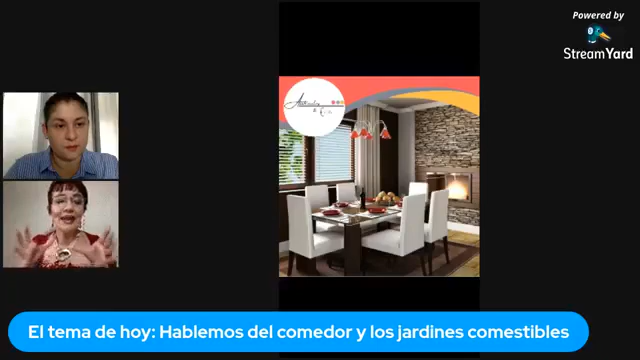 Powered by
StreamYard
El tema de hoy: Hablemos del comedor y los jardines comestibles